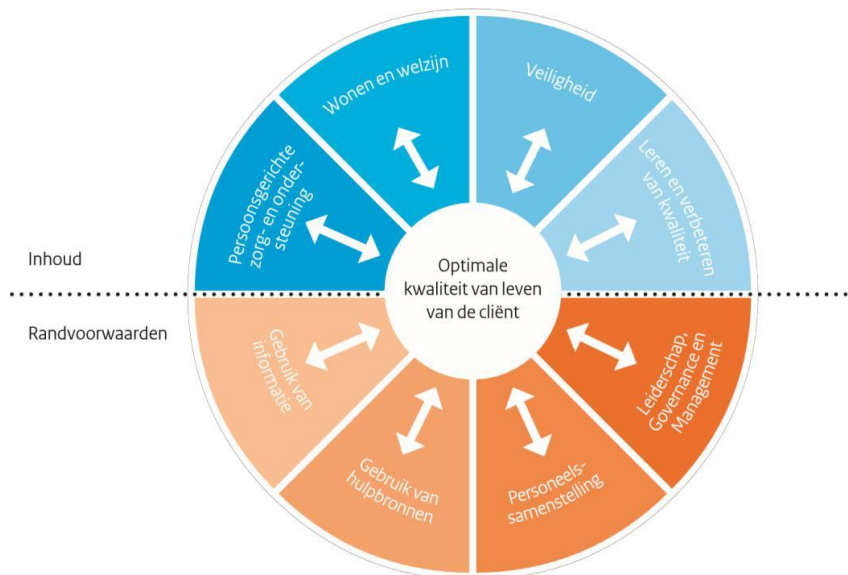 Wonen en welzijn
Veiligheid
Persoonsgerichte
zorg- en onder-
steuning
Leren en verbeteren
van kwaliteit
Inhoud
Optimale
kwaliteit van leven
van de cliënt
Randvoorwaarden
Gebruik van
informatie
Leiderschap,
Governance en
Management
Gebruik van
hulpbronnen
Personeels-
samenstelling